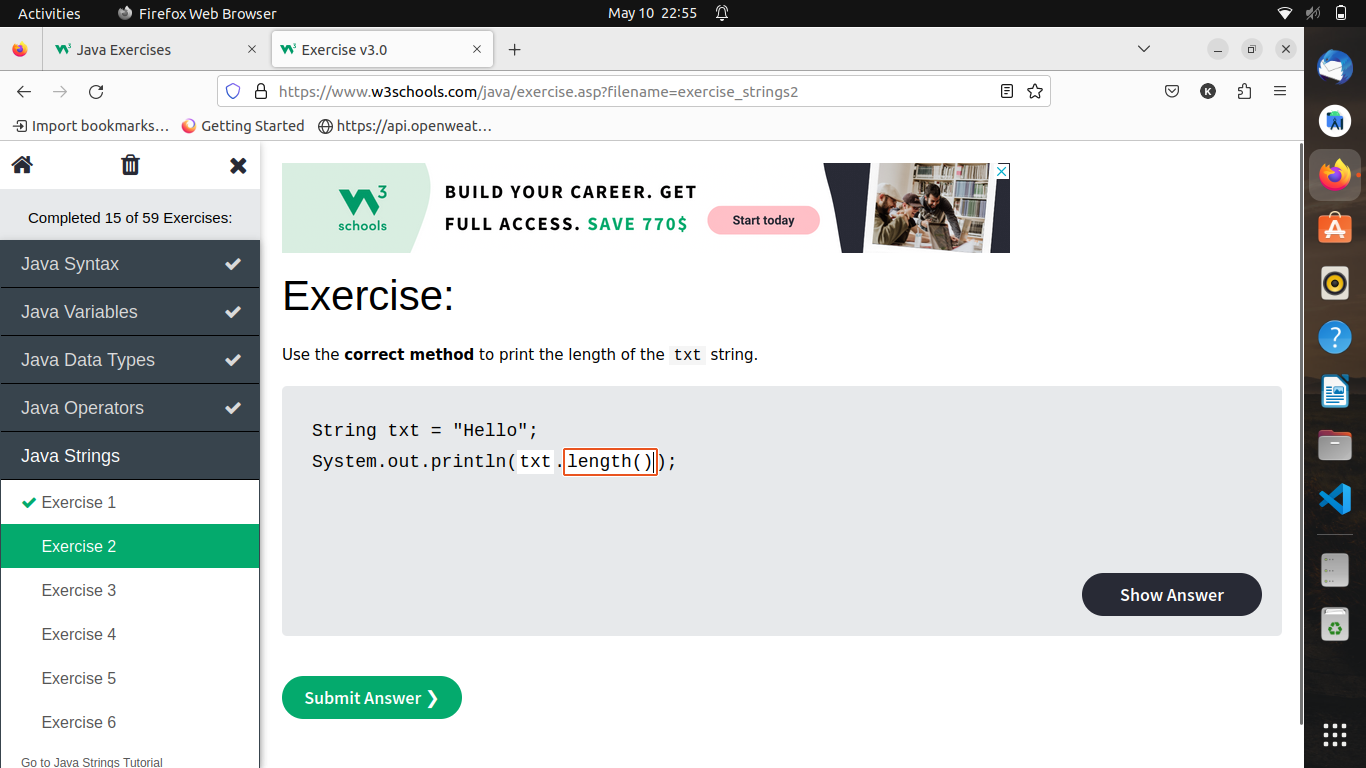 Activities
Firefox Web Browser
May 10 22:55
Java Exercises
Exercise v3.0
https://www.w3schools.com/java/exercise.asp?filename=exercise_strings2
K
Import bookmarks…
Getting Started
https://api.openweat…
Completed 15 of 59 Exercises:
Java Syntax
Java Variables
Java Data Types
Java Operators
Java Strings
Exercise 1
Exercise 2
Exercise 3
Exercise 4
Exercise 5
Exercise 6
Go to Java Strings Tutorial
W3
schools
BUILD YOUR CAREER. GET
FULL ACCESS. SAVE 770$
Start today
Exercise:
Use the correct method to print the length of the txt string.
String txt = "Hello";
System.out.println(txt.length());
Show Answer
Submit Answer ❯
AI
A
?